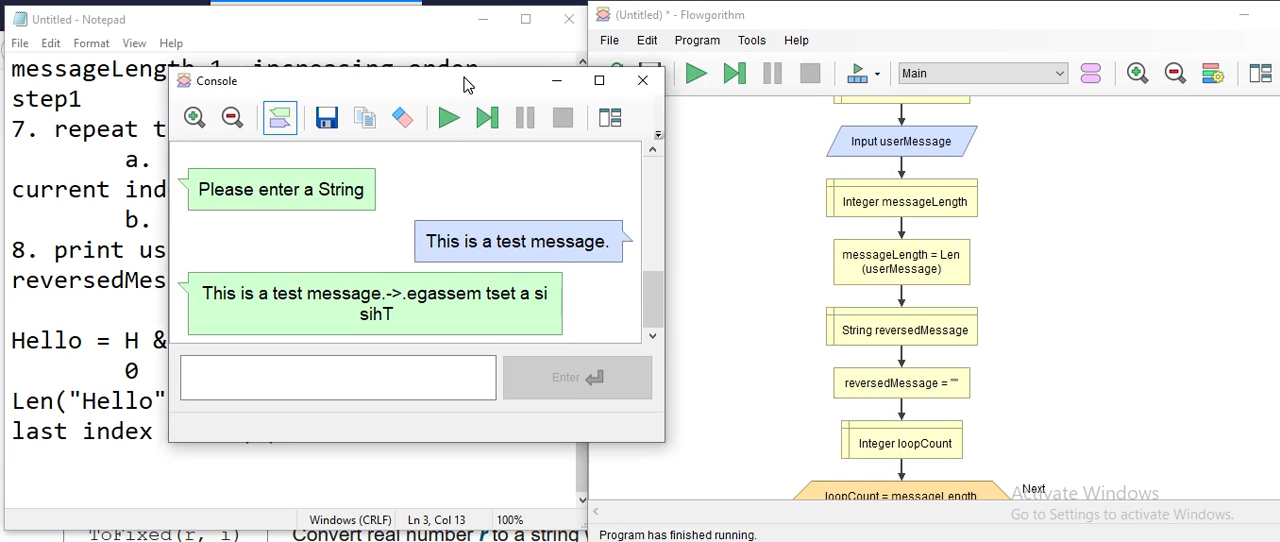 Untitled - Notepad
File Edit Format View Help
step1
7. repeat t
a.
current ind
b.
8. print us
reversedMes
Hello = H &
0
Len("Hello"
last index
Windows (CRLF) Ln 3, Col 13 100%
ToFixed(r, i) Convert real number r to a string
Console
Please enter a String
This is a test message.
This is a test message.->.egassem tset a si
sihT
Enter
(Untitled) * - Flowgorithm
File Edit Program Tools Help
Main
Input userMessage
Integer messageLength
messageLength = Len
(userMessage)
String reversedMessage
reversedMessage = ""
Integer loopCount
loopCount = messageLength
Next
Activate Windows
Go to Settings to activate Windows.
Program has finished running.